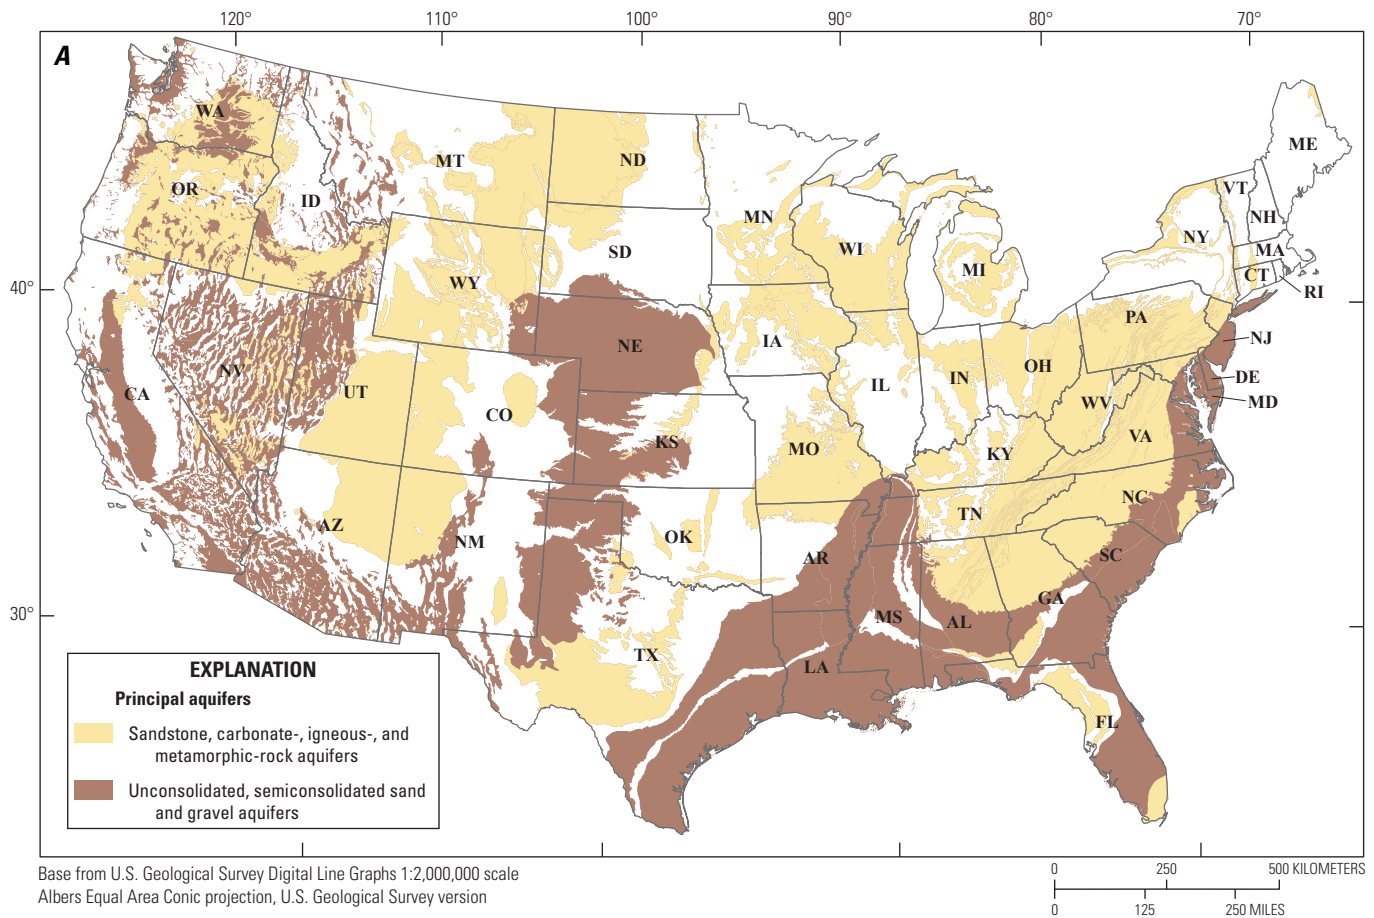 120°
110°
100°
90°
80°
70°
A
WA
MT
ND
ME
OR
ID
MN
VT
NH
SD
WI
NY
MA
WY
MI
CT
RI
40°
PA
NE
IA
NJ
OH
NV
IL
IN
DE
CA
UT
CO
WV
MD
KS
MO
KY
VA
NC
AZ
NM
OK
TN
AR
SC
30°
GA
MS
AL
TX
LA
FL
EXPLANATION
Principal aquifers
Sandstone, carbonate-, igneous-, and
metamorphic-rock aquifers
Unconsolidated, semiconsolidated sand
and gravel aquifers
Base from U.S. Geological Survey Digital Line Graphs 1:2,000,000 scale
Albers Equal Area Conic projection, U.S. Geological Survey version
0 250 500 KILOMETERS
0 125 250 MILES